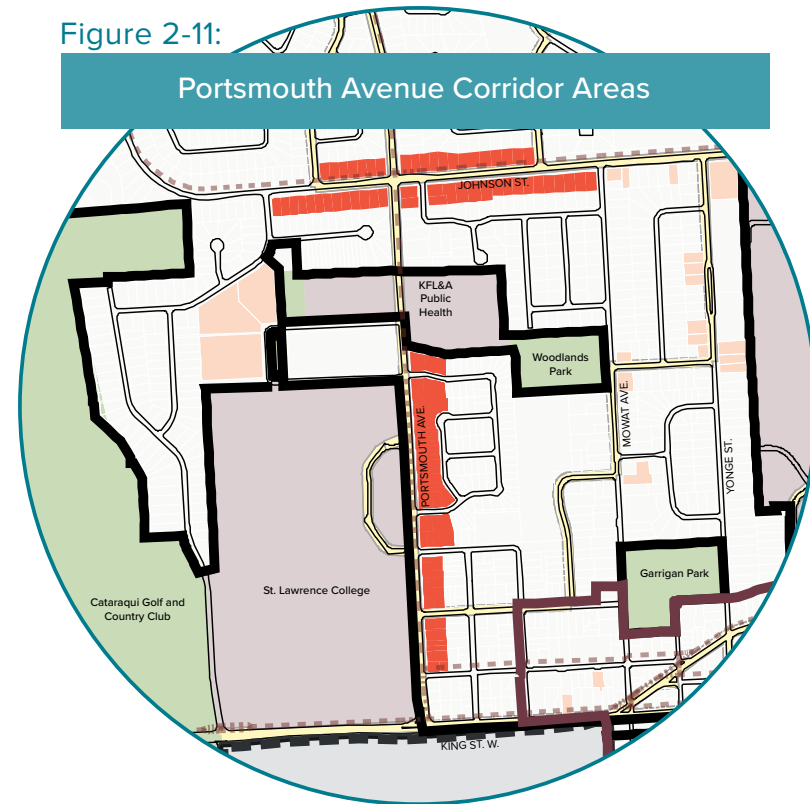 Figure 2-11:
Portsmouth Avenue Corridor Areas
JOHNSON ST.
KFL&A
Public
Health
Woodlands
Park
PORTSMOUTH AVE.
MOWAT AVE.
YONGE ST.
Garrigan Park
St. Lawrence College
Cataraqui Golf and
Country Club
KING ST. W.